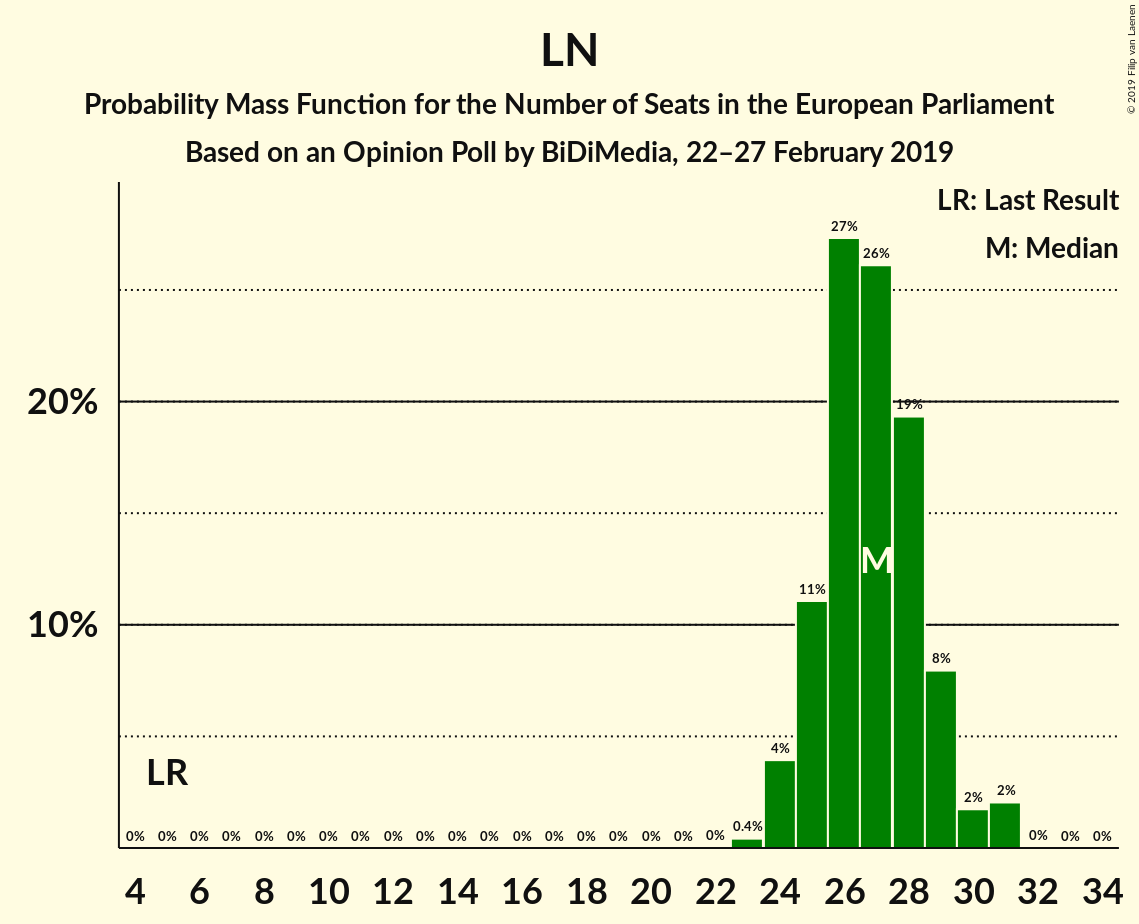 LN
Probability Mass Function for the Number of Seats in the European Parliament
Based on an Opinion Poll by BiDiMedia, 22–27 February 2019
© 2019 Filip van Laenen
LR: Last Result
M: Median
27%
26%
20%
19%
M
11%
10%
8%
4%
LR
2%
2%
0.4%
0% 0% 0% 0% 0% 0% 0% 0% 0% 0% 0% 0% 0% 0% 0% 0% 0% 0% 0% 0% 0% 0%
4 6 8 10 12 14 16 18 20 22 24 26 28 30 32 34